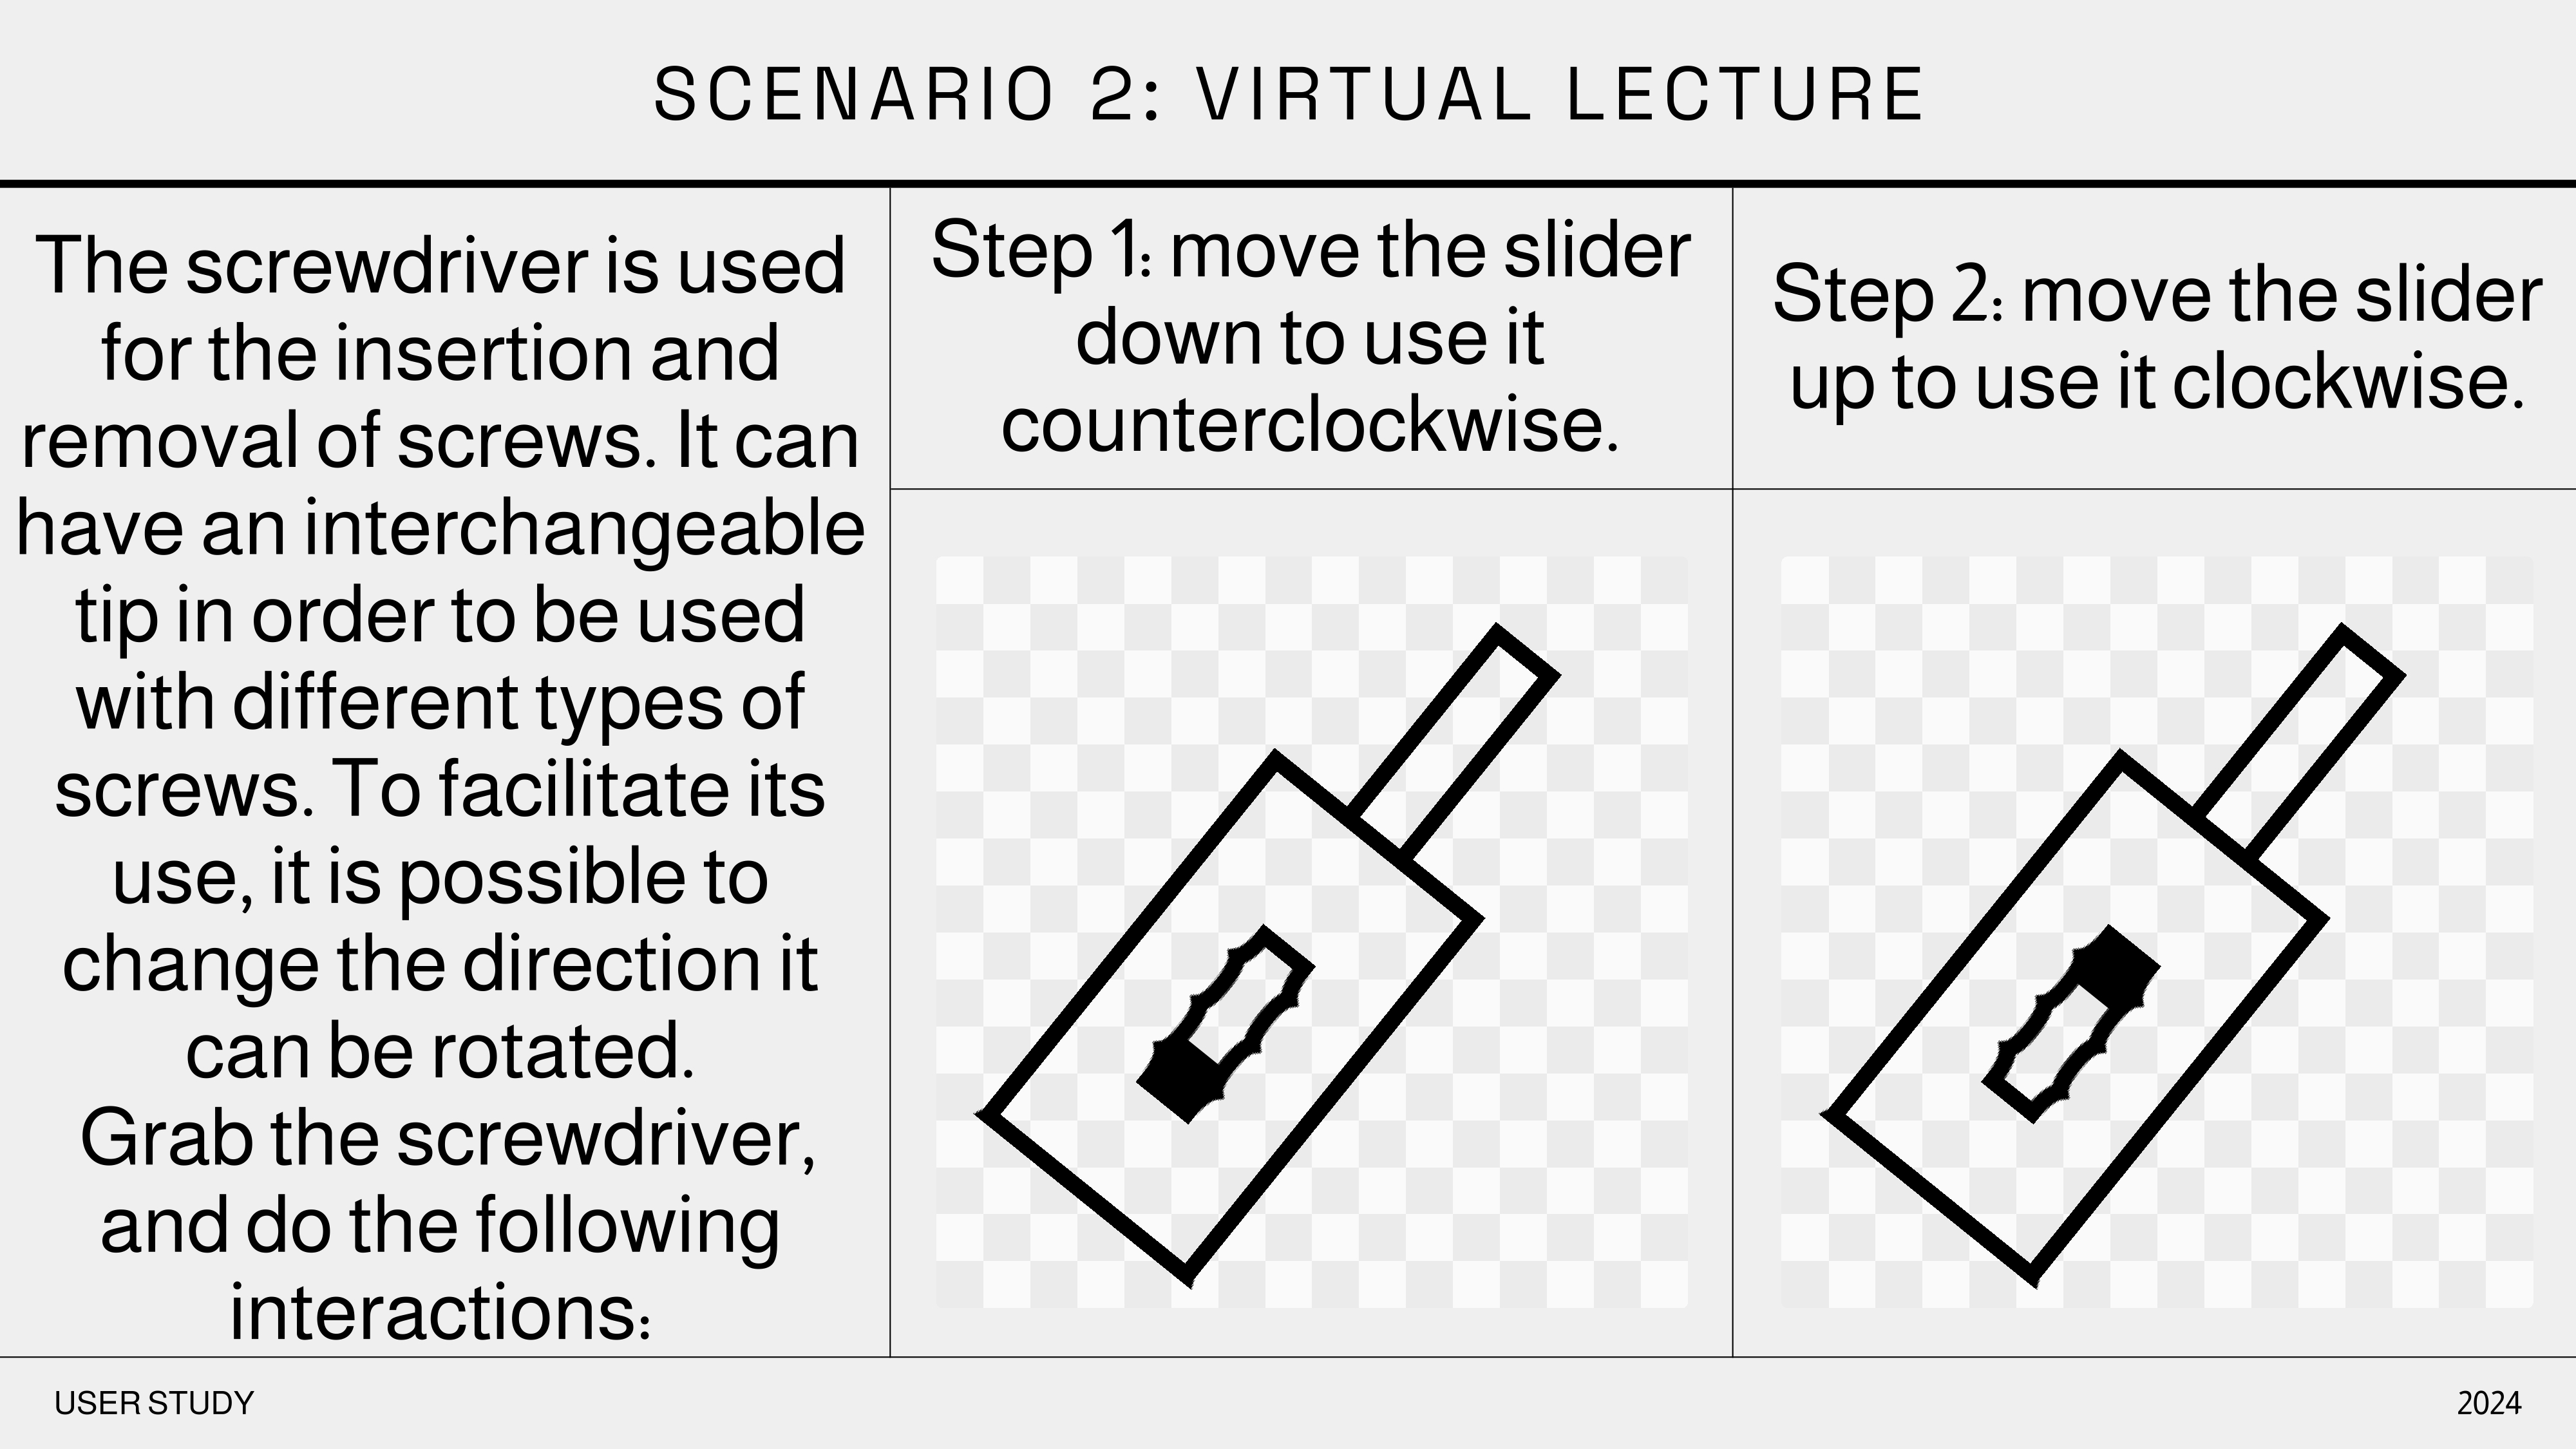 SCENARIO 2: VIRTUAL LECTURE
The screwdriver is used
for the insertion and
removal of screws. It can
have an interchangeable
tip in order to be used
with different types of
screws. To facilitate its
use, it is possible to
change the direction it
can be rotated.
Grab the screwdriver,
and do the following
interactions:
Step 1: move the slider
down to use it
counterclockwise.
Step 2: move the slider
up to use it clockwise.
USER STUDY
2024